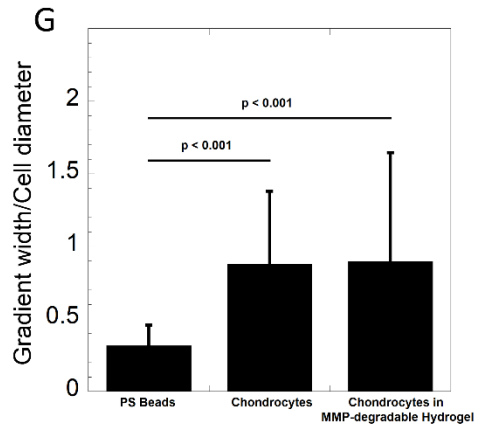 G
Gradient width/Cell diameter
2
1.5
1
0.5
0
p < 0.001
p < 0.001
PS Beads
Chondrocytes
Chondrocytes in
MMP-degradable Hydrogel